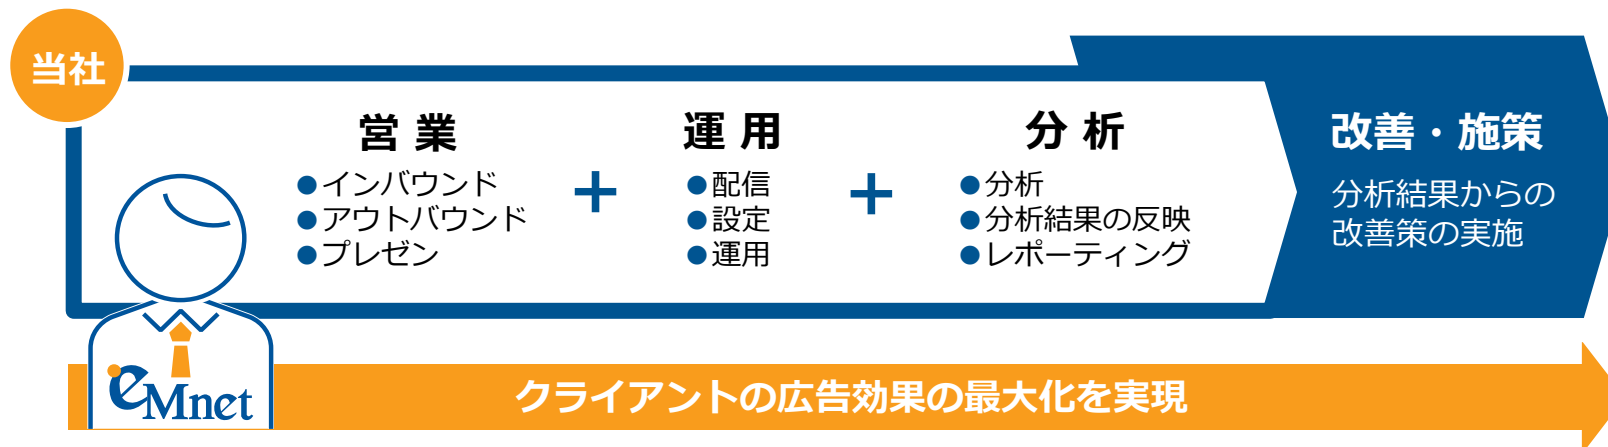 当社
営業
●インバウンド
●アウトバウンド
●プレゼン
+
運用
●配信
●設定
●運用
+
分析
●分析
●分析結果の反映
●レポーティング
改善・施策
分析結果からの
改善策の実施
eMnet
クライアントの広告効果の最大化を実現